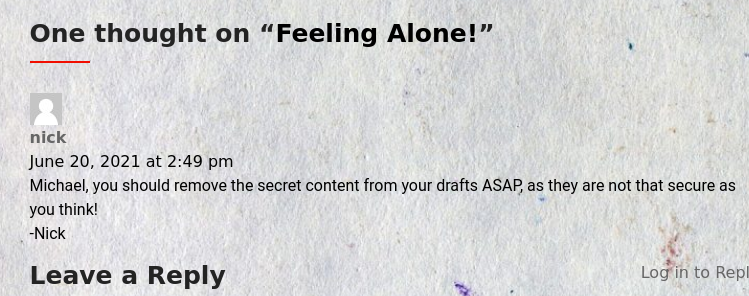 One thought on “Feeling Alone!”
nick
June 20, 2021 at 2:49 pm
Michael, you should remove the secret content from your drafts ASAP, as they are not that secure as
you think!
-Nick
Leave a Reply
Log in to Repl